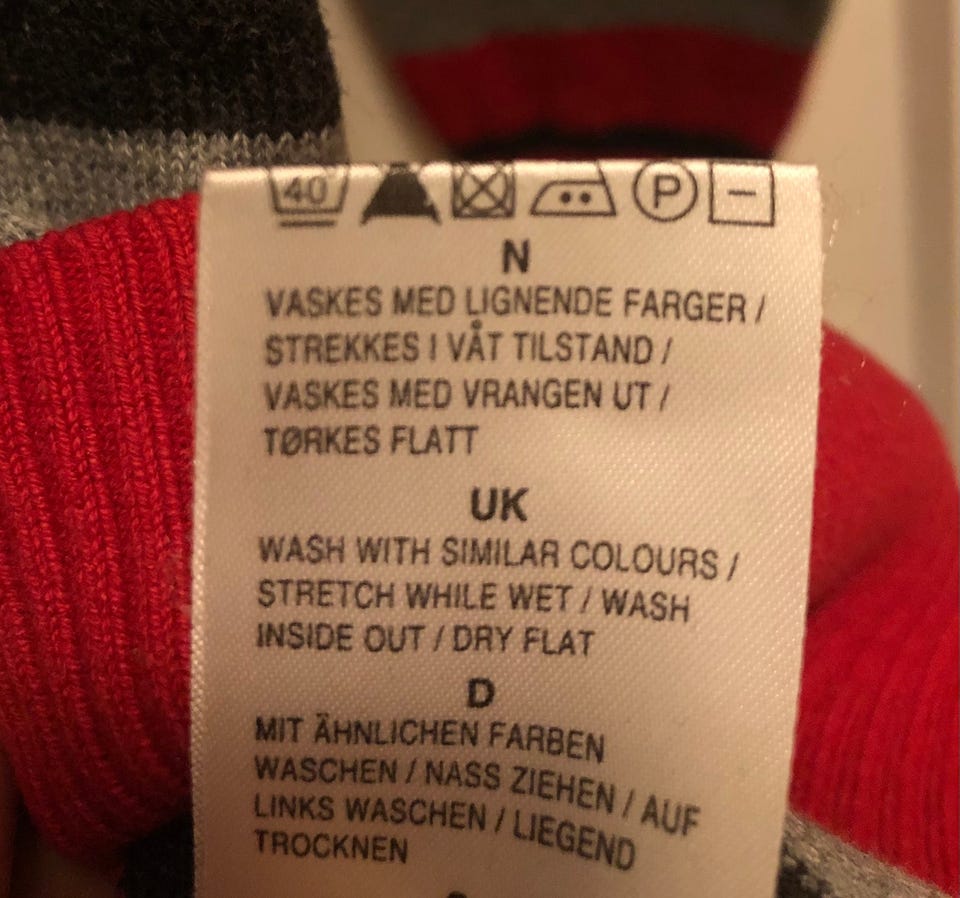 40 P
N
VASKES MED LIGNENDE FARGER /
STREKKES I VÅT TILSTAND /
VASKES MED VRANGEN UT /
TØRKES FLATT
UK
WASH WITH SIMILAR COLOURS /
STRETCH WHILE WET / WASH
INSIDE OUT / DRY FLAT
D
MIT ÄHNLICHEN FARBEN
WASCHEN / NASS ZIEHEN / AUF
LINKS WASCHEN / LIEGEND
TROCKNEN